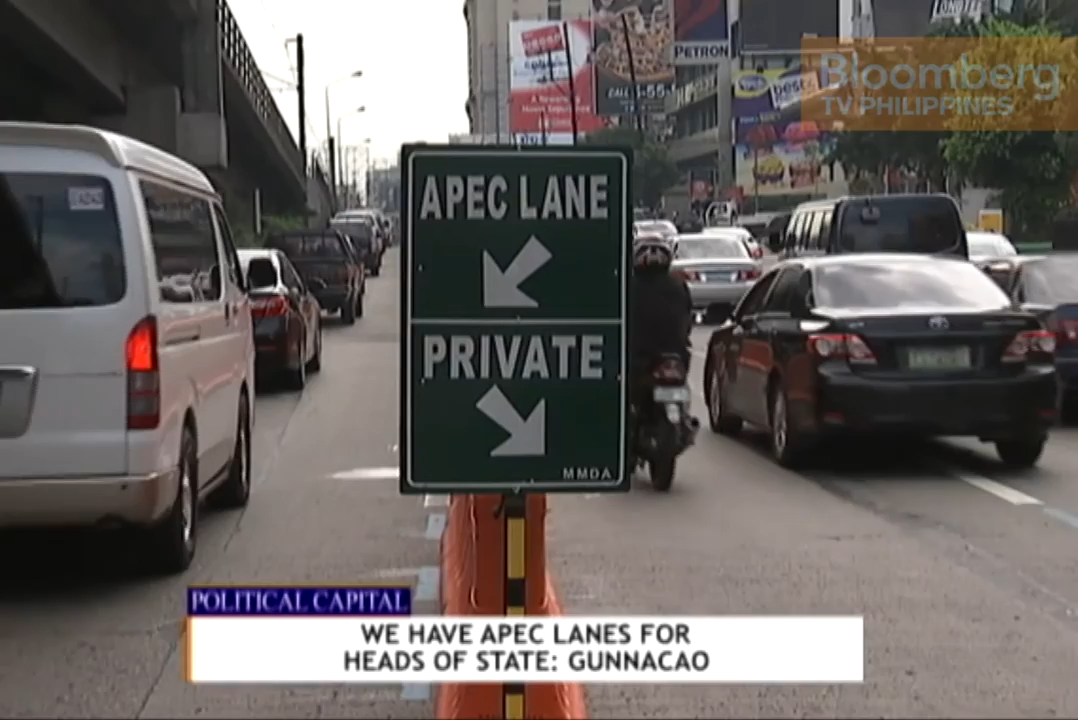 PETRON
Bloomberg
TV PHILIPPINES
APEC LANE
PRIVATE
MMDA
POLITICAL CAPITAL
WE HAVE APEC LANES FOR
HEADS OF STATE: GUNNACAO